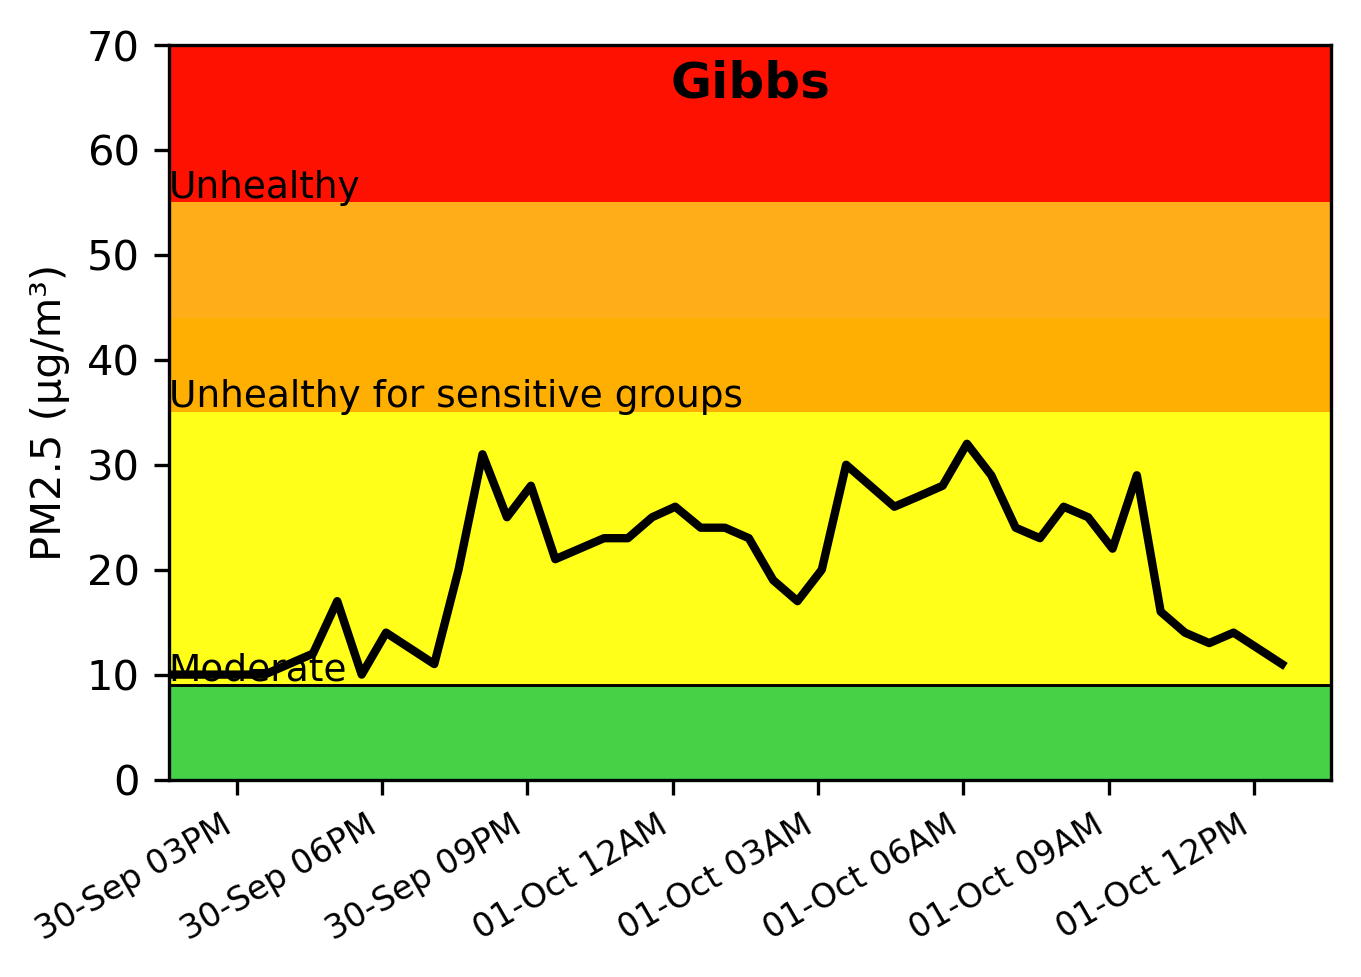 Gibbs
70
60
50
40
30
20
10
0
PM2.5 (µg/m³)
Unhealthy
Unhealthy for sensitive groups
Moderate
30-Sep 03PM
30-Sep 06PM
30-Sep 09PM
01-Oct 12AM
01-Oct 03AM
01-Oct 06AM
01-Oct 09AM
01-Oct 12PM